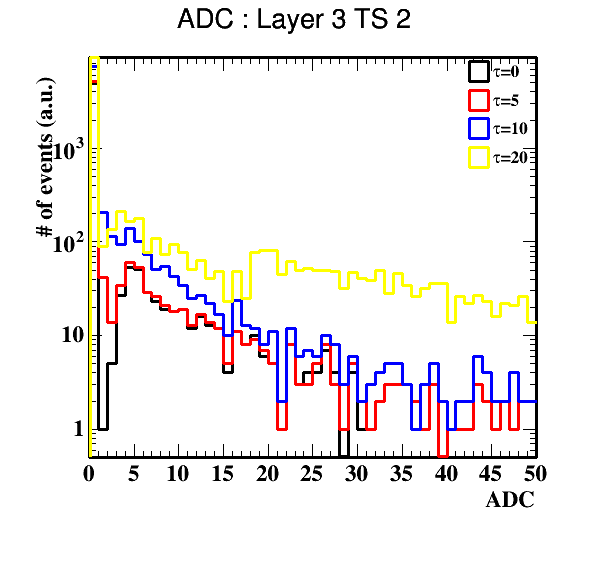 ADC : Layer 3 TS 2
# of events (a.u.)
10³
10²
10
1
τ=0
τ=5
τ=10
τ=20
0 5 10 15 20 25 30 35 40 45 50
ADC